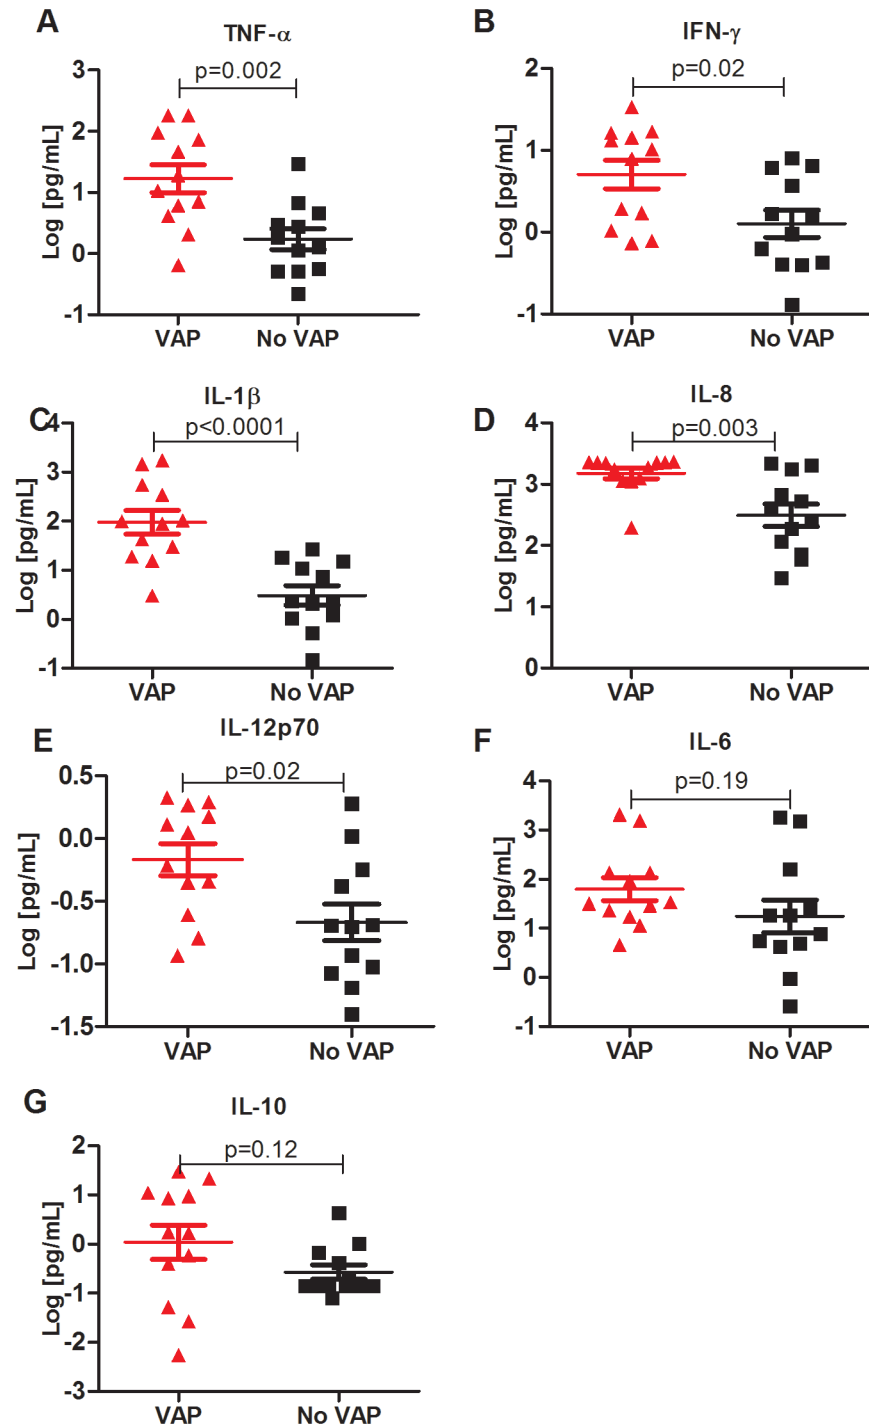 A
TNF-α
p=0.002
Log [pg/mL]
3
2
1
0
-1
VAP
No VAP
B
IFN-γ
p=0.02
Log [pg/mL]
2
1
0
-1
VAP
No VAP
C
IL-1β
p<0.0001
Log [pg/mL]
4
3
2
1
0
-1
VAP
No VAP
D
IL-8
p=0.003
Log [pg/mL]
4
3
2
1
0
VAP
No VAP
E
IL-12p70
p=0.02
Log [pg/mL]
0.5
0.0
-0.5
-1.0
-1.5
VAP
No VAP
F
IL-6
p=0.19
Log [pg/mL]
4
3
2
1
0
-1
VAP
No VAP
G
IL-10
p=0.12
Log [pg/mL]
2
1
0
-1
-2
-3
VAP
No VAP